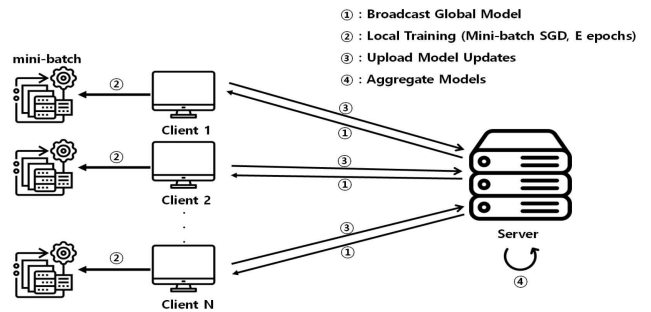 ① : Broadcast Global Model
② : Local Training (Mini-batch SGD, E epochs)
③ : Upload Model Updates
④ : Aggregate Models
mini-batch
②
Client 1
③
①
②
Client 2
③
①
.
.
.
②
Client N
③
①
Server
④